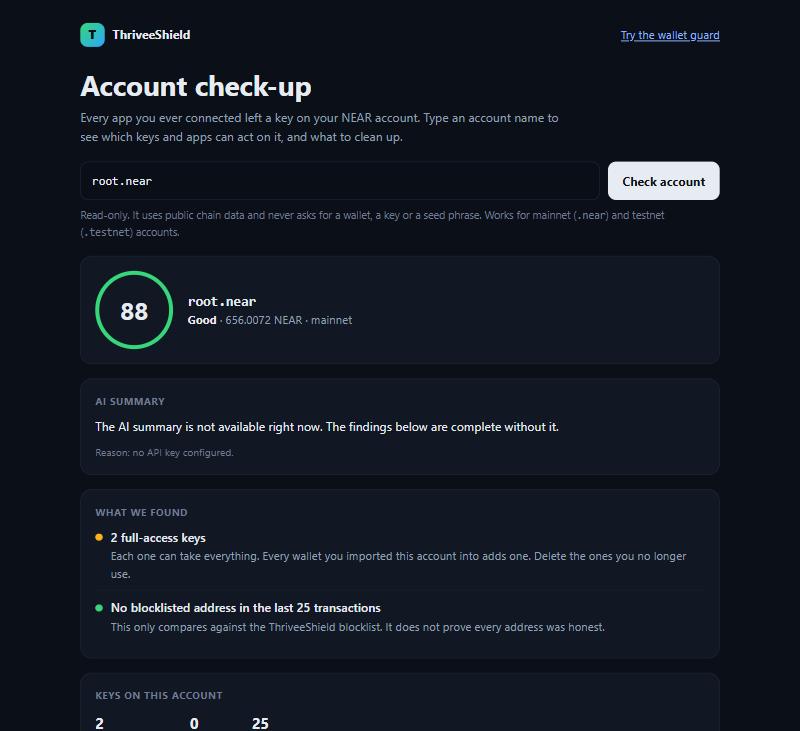 T ThriveeShield
Try the wallet guard
Account check-up
Every app you ever connected left a key on your NEAR account. Type an account name to
see which keys and apps can act on it, and what to clean up.
root.near
Check account
Read-only. It uses public chain data and never asks for a wallet, a key or a seed phrase. Works for mainnet (.near) and testnet
(.testnet) accounts.
88
root.near
Good · 656.0072 NEAR · mainnet
AI SUMMARY
The AI summary is not available right now. The findings below are complete without it.
Reason: no API key configured.
WHAT WE FOUND
2 full-access keys
Each one can take everything. Every wallet you imported this account into adds one. Delete the ones you no longer
use.
No blocklisted address in the last 25 transactions
This only compares against the ThriveeShield blocklist. It does not prove every address was honest.
KEYS ON THIS ACCOUNT
2 0 25